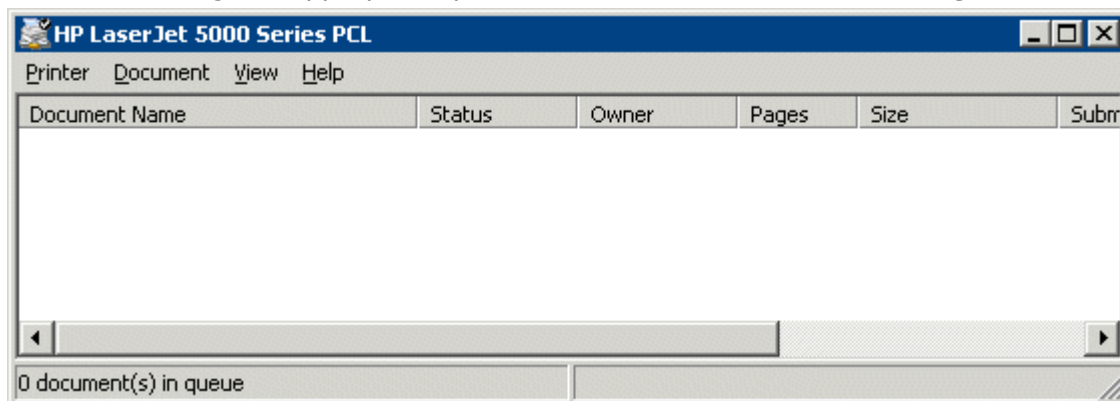 HP LaserJet 5000 Series PCL
Printer Document View Help
Document Name Status Owner Pages Size Subm
0 document(s) in queue